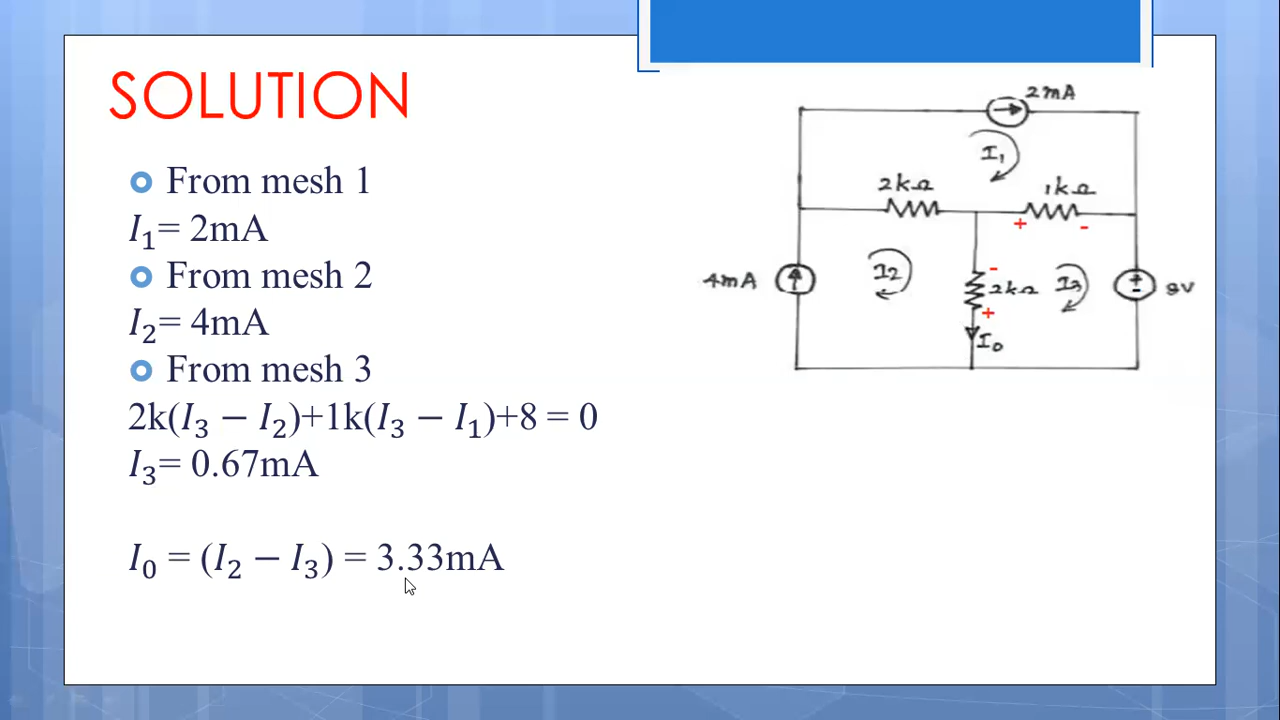 SOLUTION
From mesh 1
I₁= 2mA
From mesh 2
I₂= 4mA
From mesh 3
2k(I₃ − I₂)+1k(I₃ − I₁)+8 = 0
I₃= 0.67mA
I₀ = (I₂ − I₃) = 3.33mA
2mA
I₁
2kΩ
1kΩ
+ -
4mA
I₂
-
2kΩ
+
I₃
+
-
8V
I₀